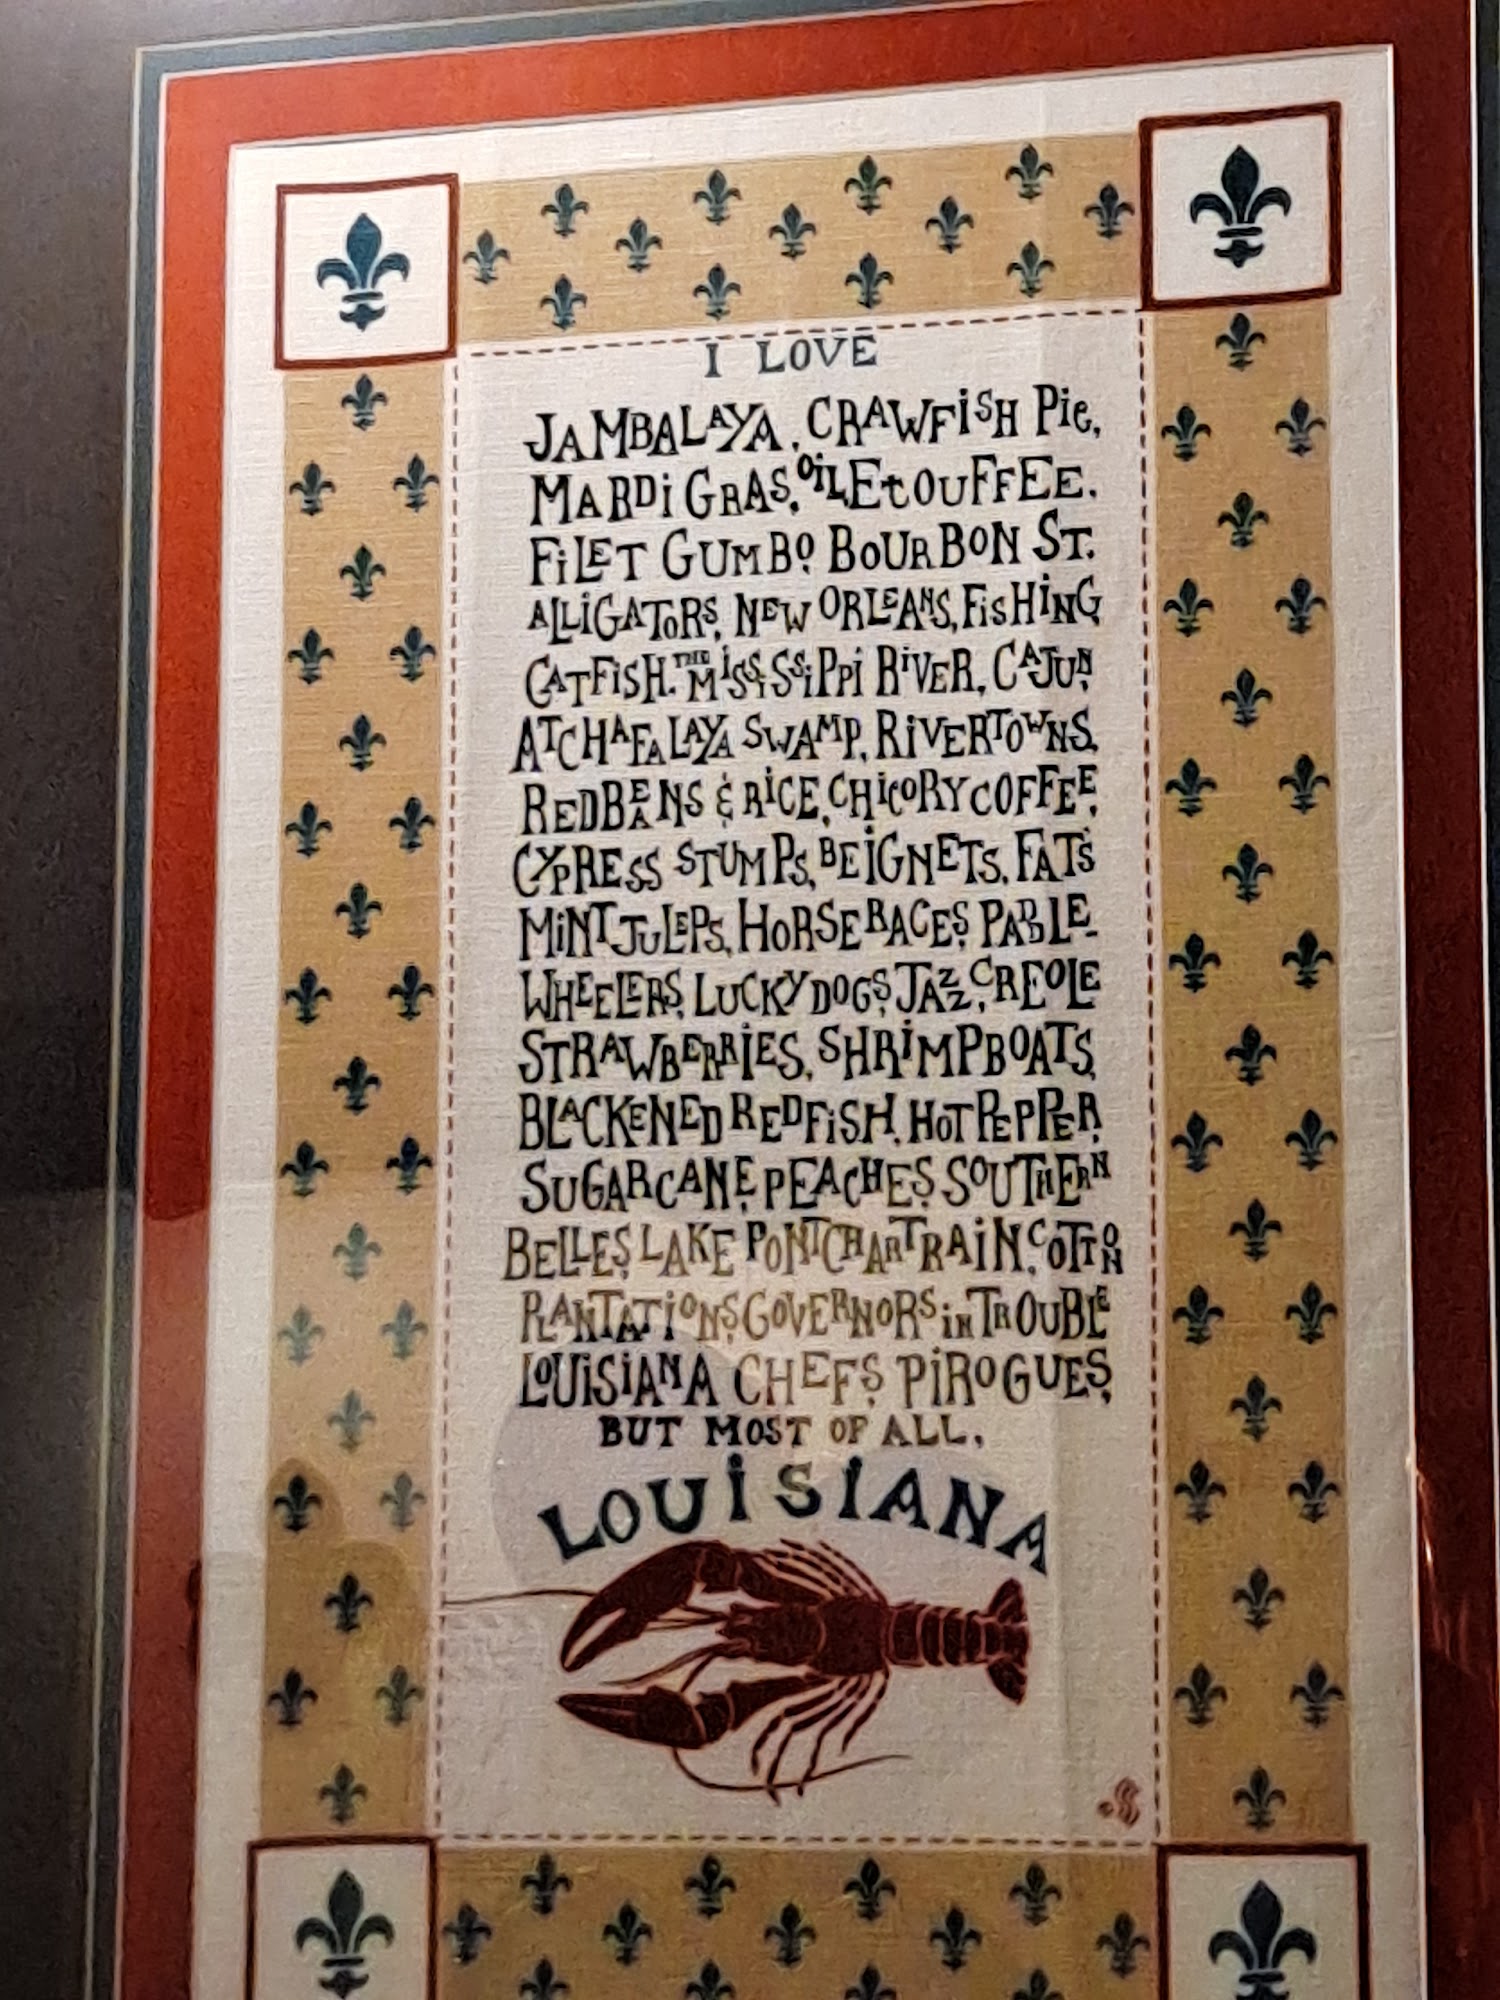 I LOVE
JAMBALAYA, CRAWFISH PIE,
MARDI GRAS, OIL, ETOUFFEE,
FILET GUMBO, BOURBON ST.
ALLIGATORS, NEW ORLEANS, FISHING,
CATFISH, THE MISSISSIPPI RIVER, CAJUN,
ATCHAFALAYA SWAMP, RIVERTOWNS,
RED BEANS & RICE, CHICORY COFFEE,
CYPRESS STUMPS, BEIGNETS, FATS
MINT JULEPS, HORSE RACES, PADDLE-
WHEELERS, LUCKY DOGS, JAZZ, CREOLE
STRAWBERRIES, SHRIMPBOATS,
BLACKENED REDFISH, HOT PEPPER,
SUGARCANE, PEACHES, SOUTHERN
BELLES, LAKE PONTCHARTRAIN, COTTON
PLANTATIONS, GOVERNORS IN TROUBLE
LOUISIANA CHEFS, PIROGUES,
BUT MOST OF ALL,
LOUISIANA